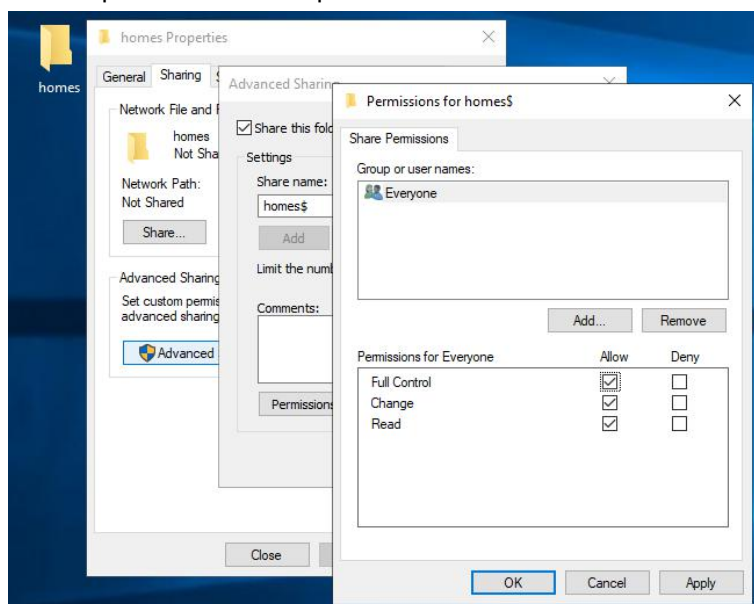 homes
homes Properties
General Sharing
Network File and
homes
Not Sha
Network Path:
Not Shared
Share...
Advanced Sharing
Set custom permis
advanced sharing
Advanced
Close
Advanced Sharing
Share this fold
Settings
Share name:
homes$
Add
Limit the numb
Comments:
Permissions
Permissions for homes$
Share Permissions
Group or user names:
Everyone
Add... Remove
Permissions for Everyone Allow Deny
Full Control
Change
Read
OK Cancel Apply